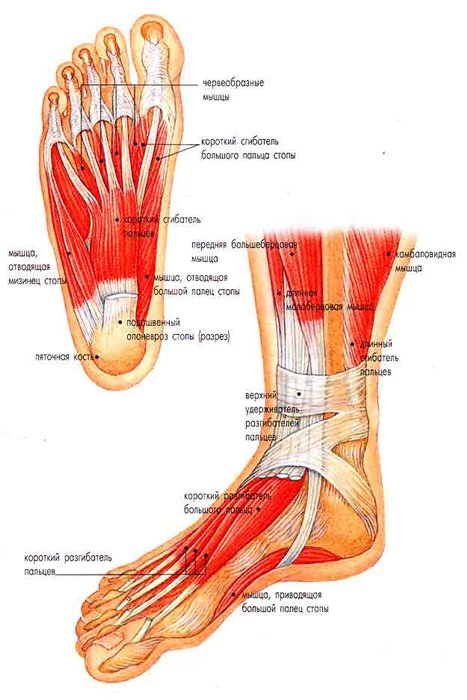 червеобразные
мышцы
короткий сгибатель
большого пальца стопы
короткий сгибатель
пальцев
мышца,
отводящая
мизинец стопы
мышца, отводящая
большой палец стопы
подошвенный
апоневроз стопы (разрез)
пяточная кость
передняя большеберцовая
мышца
камбаловидная
мышца
длинная
малоберцовая мышца
длинный
сгибатель
пальцев
верхний
удерживатель
разгибателей
пальцев
короткий разгибатель
большого пальца
короткий разгибатель
пальцев
мышца, приводящая
большой палец стопы